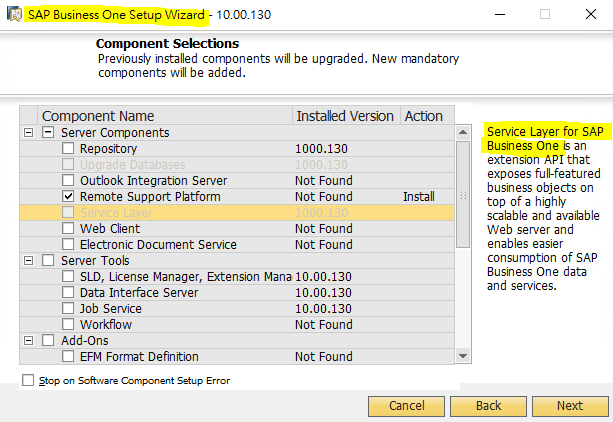 SAP Business One Setup Wizard - 10.00.130
Component Selections
Previously installed components will be upgraded. New mandatory
components will be added.
Component Name Installed Version Action
Server Components
Repository 1000.130
Upgrade Databases 1000.130
Outlook Integration Server Not Found
Remote Support Platform Not Found Install
Service Layer 1000.130
Web Client Not Found
Electronic Document Service Not Found
Server Tools
SLD, License Manager, Extension Mana 10.00.130
Data Interface Server 10.00.130
Job Service 10.00.130
Workflow Not Found
Add-Ons
EFM Format Definition Not Found
Service Layer for SAP
Business One is an
extension API that
exposes full-featured
business objects on
top of a highly
scalable and available
Web server and
enables easier
consumption of SAP
Business One data
and services.
Stop on Software Component Setup Error
Cancel Back Next